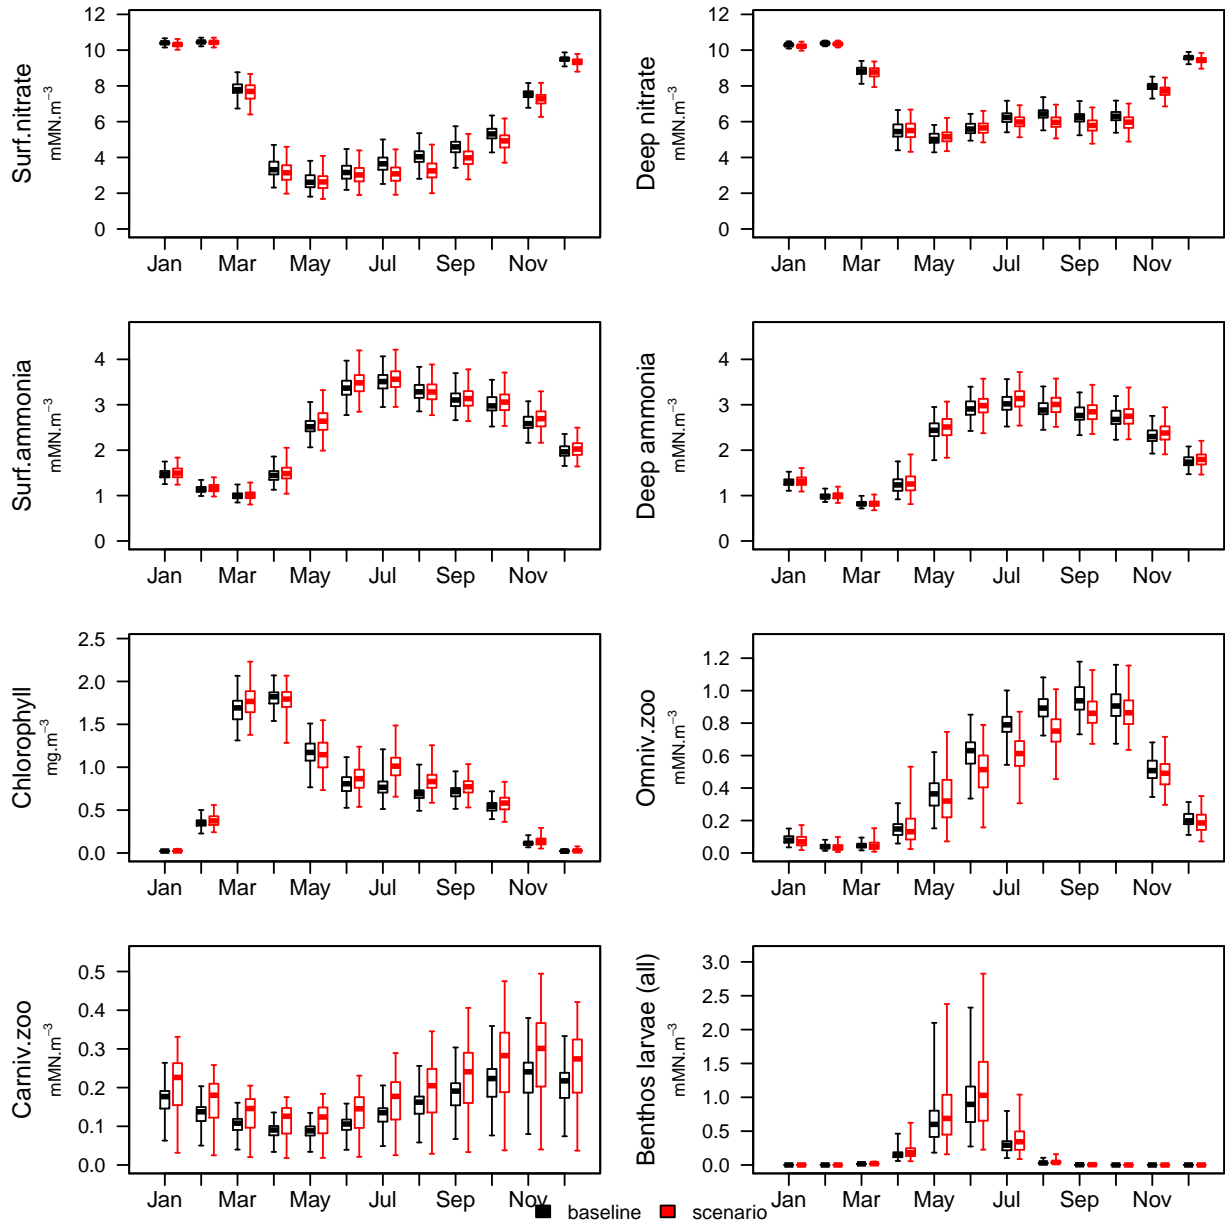 Surf.nitrate
mMN.m⁻³
12
10
8
6
4
2
0
Jan Mar May Jul Sep Nov
Deep nitrate
mMN.m⁻³
12
10
8
6
4
2
0
Jan Mar May Jul Sep Nov
Surf.ammonia
mMN.m⁻³
4
3
2
1
0
Jan Mar May Jul Sep Nov
Deep ammonia
mMN.m⁻³
4
3
2
1
0
Jan Mar May Jul Sep Nov
Chlorophyll
mg.m⁻³
2.5
2.0
1.5
1.0
0.5
0.0
Jan Mar May Jul Sep Nov
Omniv.zoo
mMN.m⁻³
1.2
1.0
0.8
0.6
0.4
0.2
0.0
Jan Mar May Jul Sep Nov
Carniv.zoo
mMN.m⁻³
0.5
0.4
0.3
0.2
0.1
0.0
Jan Mar May Jul Sep Nov
Benthos larvae (all)
mMN.m⁻³
3.0
2.5
2.0
1.5
1.0
0.5
0.0
Jan Mar May Jul Sep Nov
baseline scenario